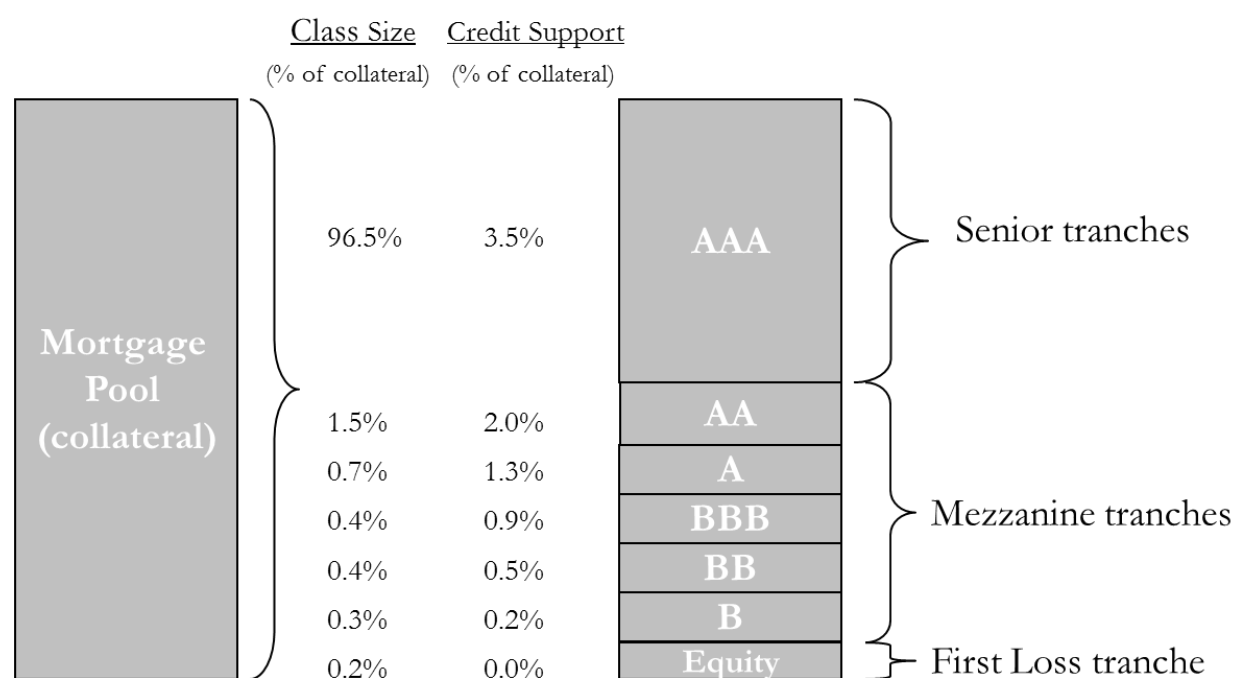 Class Size Credit Support
(% of collateral) (% of collateral)
96.5% 3.5% AAA Senior tranches
Mortgage
Pool
(collateral)
1.5% 2.0% AA
0.7% 1.3% A
0.4% 0.9% BBB Mezzanine tranches
0.4% 0.5% BB
0.3% 0.2% B
0.2% 0.0% Equity First Loss tranche